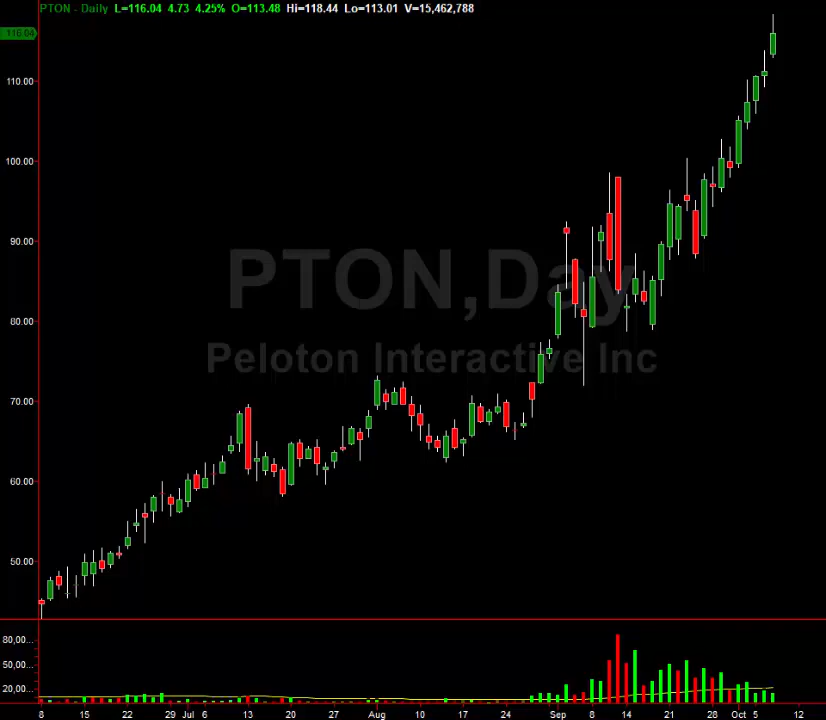 PTON - Daily L=116.04 4.73 4.25% O=113.48 Hi=118.44 Lo=113.01 V=15,462,788
116.04
110.00
100.00
90.00
PTON,Day
80.00
Peloton Interactive Inc
70.00
60.00
50.00
80,00...
50,00...
20,00...
8 15 22 29 Jul 6 13 20 27 Aug 10 17 24 Sep 8 14 21 28 Oct 5 12